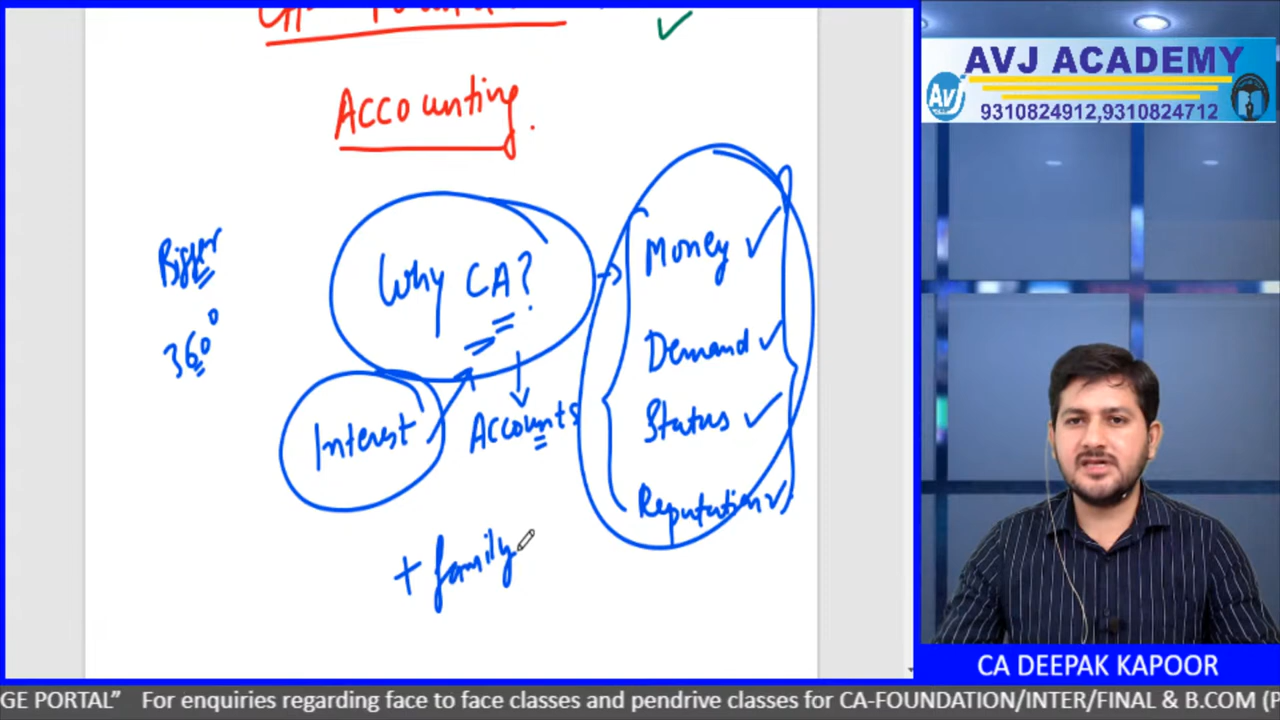 Accounting.
Why CA?
Bigger
360°
Interest
Accounts
+ family
Money ✓
Demand ✓
Status ✓
Reputation ✓
AVJ ACADEMY
AV
9310824912,9310824712
CA DEEPAK KAPOOR
GE PORTAL” For enquiries regarding face to face classes and pendrive classes for CA-FOUNDATION/INTER/FINAL & B.COM (P